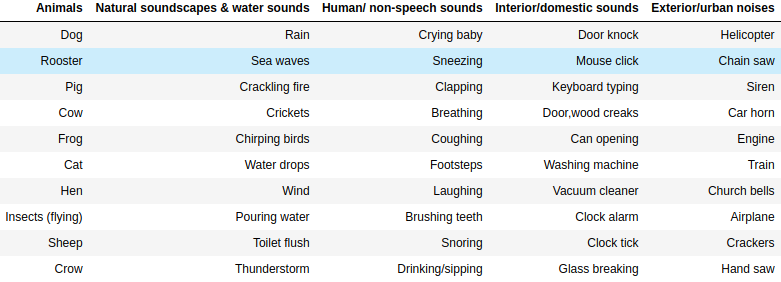 Animals Natural soundscapes & water sounds Human/ non-speech sounds Interior/domestic sounds Exterior/urban noises
Dog Rain Crying baby Door knock Helicopter
Rooster Sea waves Sneezing Mouse click Chain saw
Pig Crackling fire Clapping Keyboard typing Siren
Cow Crickets Breathing Door,wood creaks Car horn
Frog Chirping birds Coughing Can opening Engine
Cat Water drops Footsteps Washing machine Train
Hen Wind Laughing Vacuum cleaner Church bells
Insects (flying) Pouring water Brushing teeth Clock alarm Airplane
Sheep Toilet flush Snoring Clock tick Crackers
Crow Thunderstorm Drinking/sipping Glass breaking Hand saw